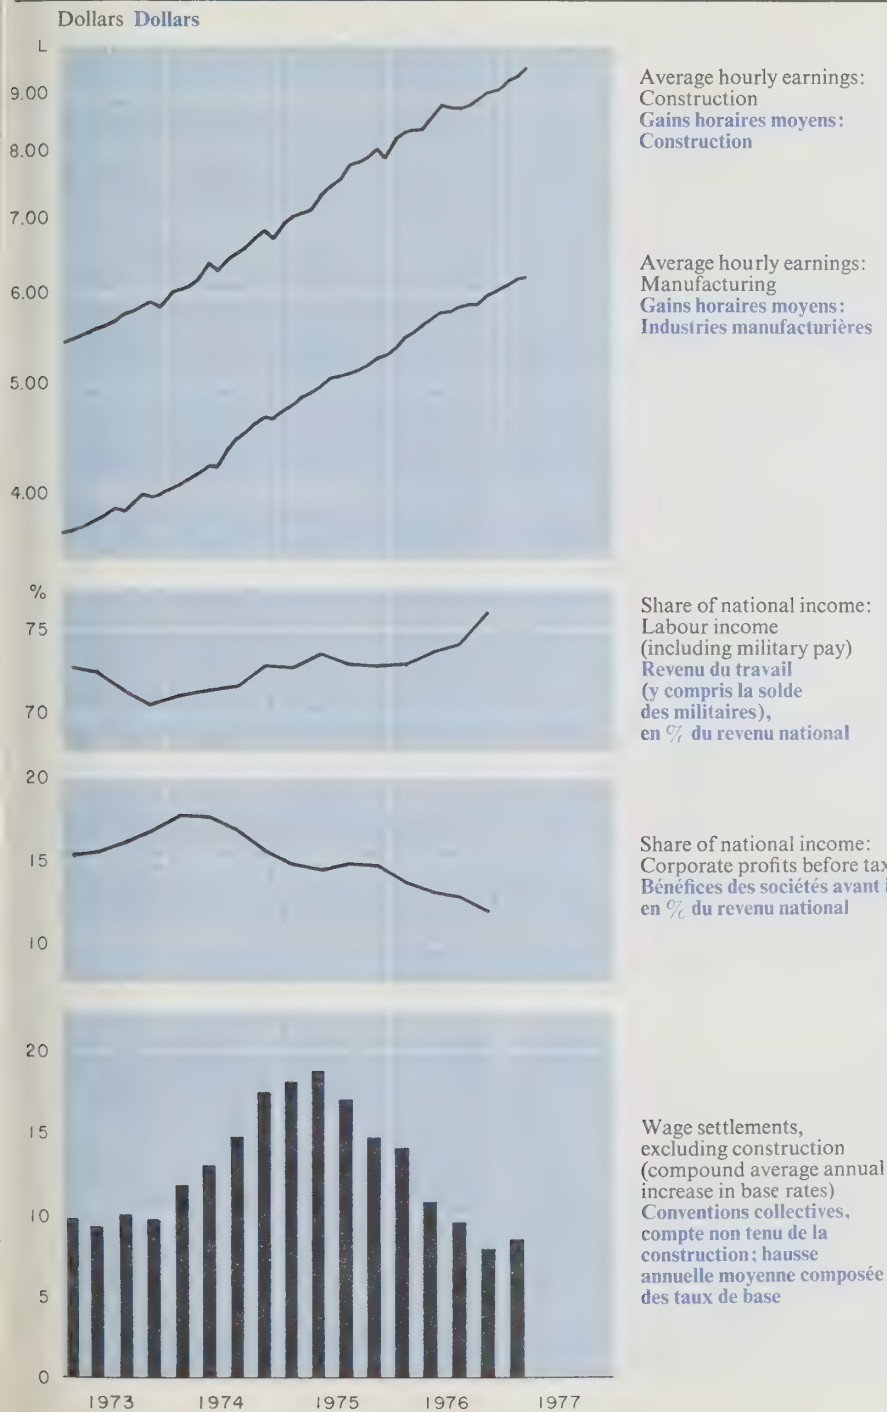 Dollars Dollars
L
9.00
8.00
7.00
6.00
5.00
4.00
Average hourly earnings:
Construction
Gains horaires moyens:
Construction
Average hourly earnings:
Manufacturing
Gains horaires moyens:
Industries manufacturières
%
75
70
Share of national income:
Labour income
(including military pay)
Revenu du travail
(y compris la solde
des militaires),
en % du revenu national
20
15
10
Share of national income:
Corporate profits before tax
Bénéfices des sociétés avant
en % du revenu national
20
15
10
5
0
Wage settlements,
excluding construction
(compound average annual
increase in base rates)
Conventions collectives,
compte non tenu de la
construction; hausse
annuelle moyenne composée
des taux de base
1973 1974 1975 1976 1977